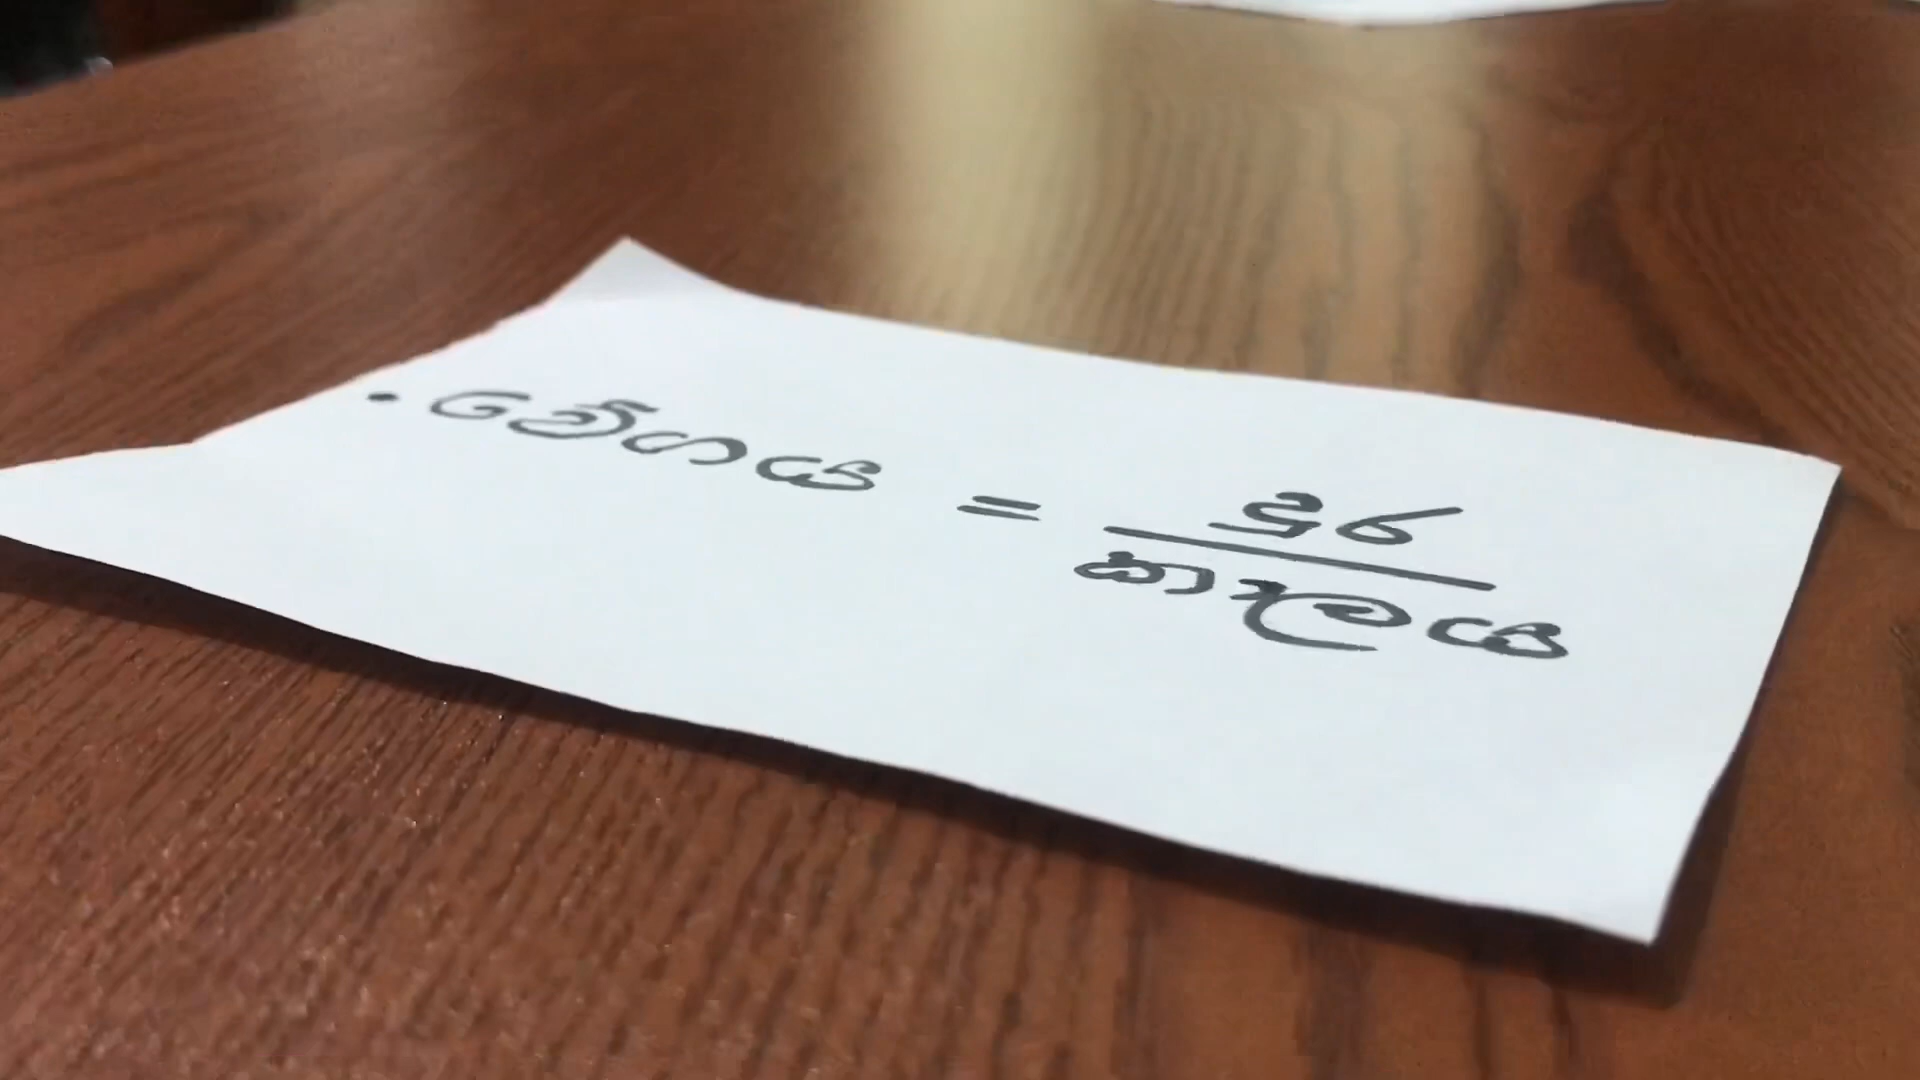 • වේගය = දුර
කාලය